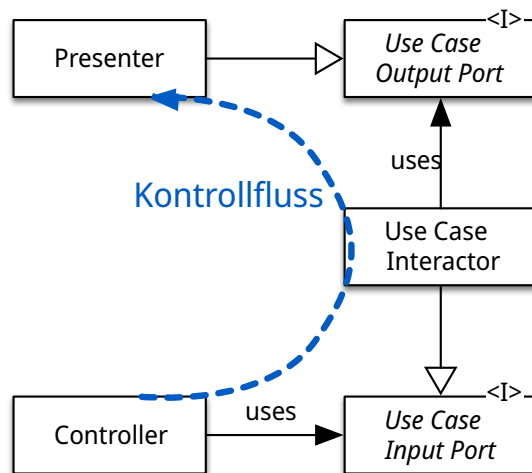 <I>
Presenter
Use Case
Output Port
uses
Kontrollfluss
Use Case
Interactor
<I>
uses
Controller
Use Case
Input Port